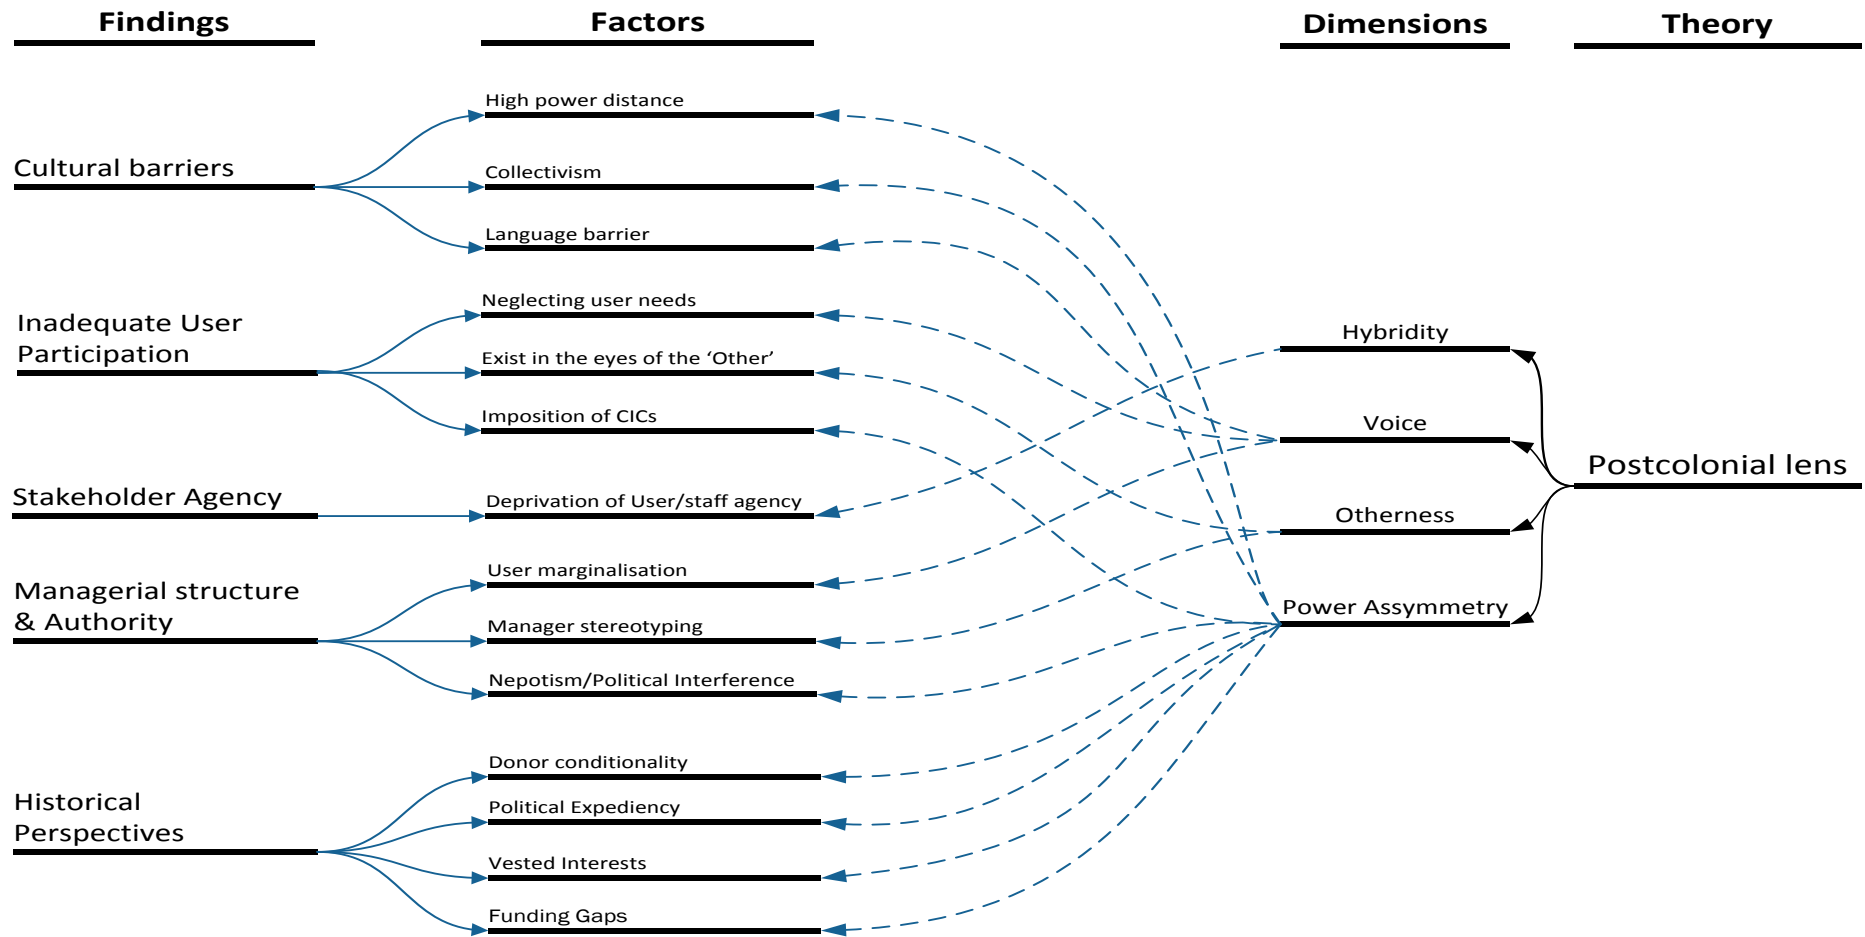 Findings
Factors
Dimensions
Theory
High power distance
Cultural barriers
Collectivism
Language barrier
Neglecting user needs
Inadequate User
Participation
Exist in the eyes of the ‘Other’
Imposition of CICs
Stakeholder Agency
Deprivation of User/staff agency
User marginalisation
Managerial structure
& Authority
Manager stereotyping
Nepotism/Political Interference
Donor conditionality
Historical
Perspectives
Political Expediency
Vested Interests
Funding Gaps
Hybridity
Voice
Otherness
Power Assymmetry
Postcolonial lens